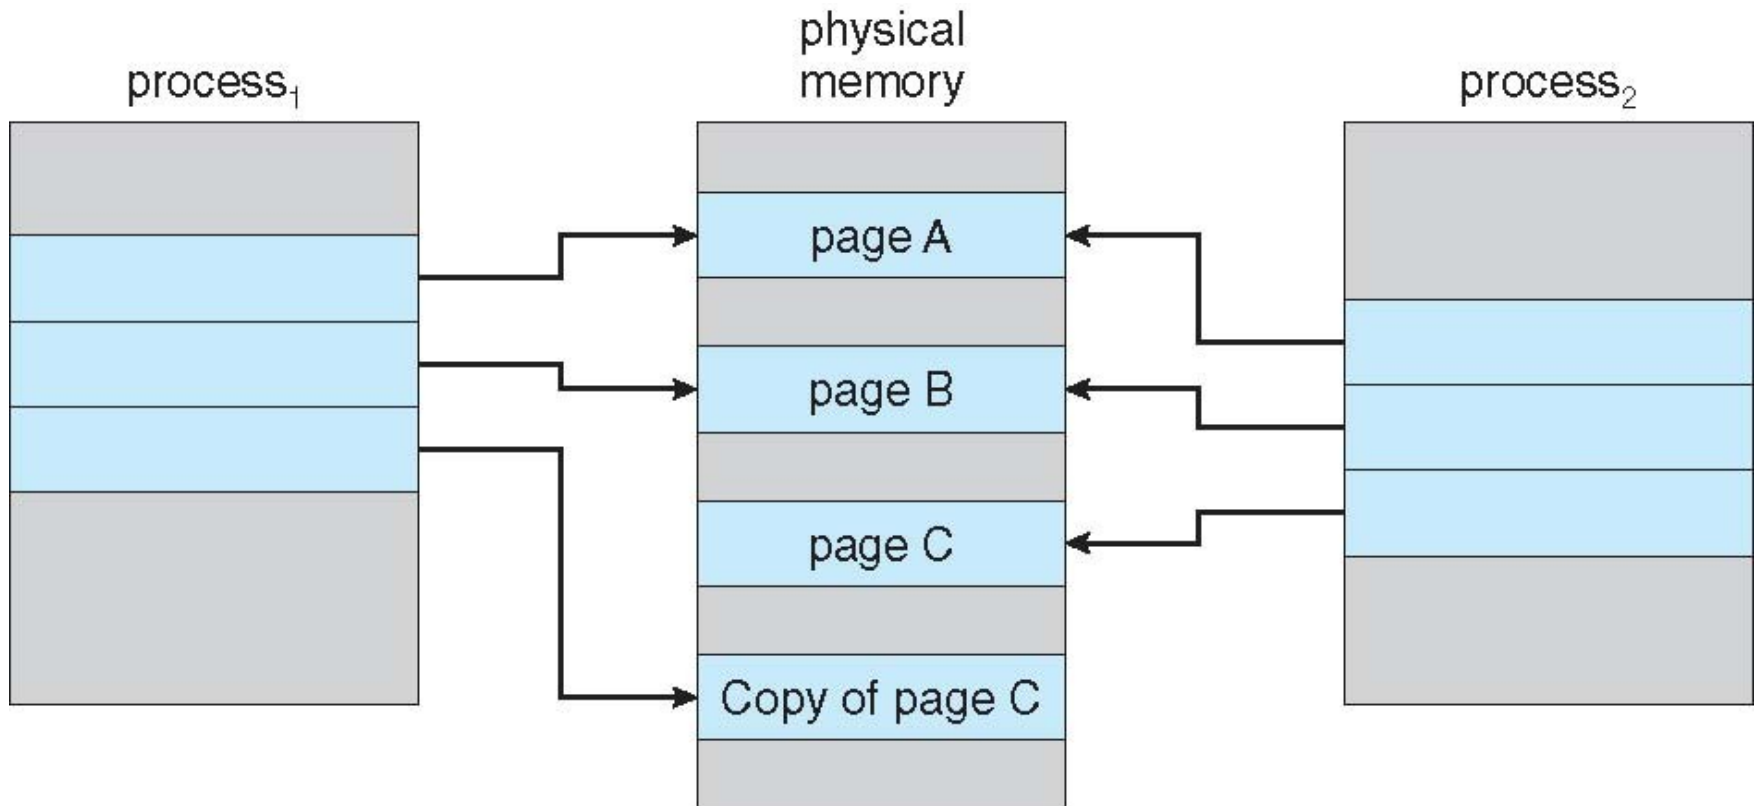 process₁
physical
memory
process₂
page A
page B
page C
Copy of page C